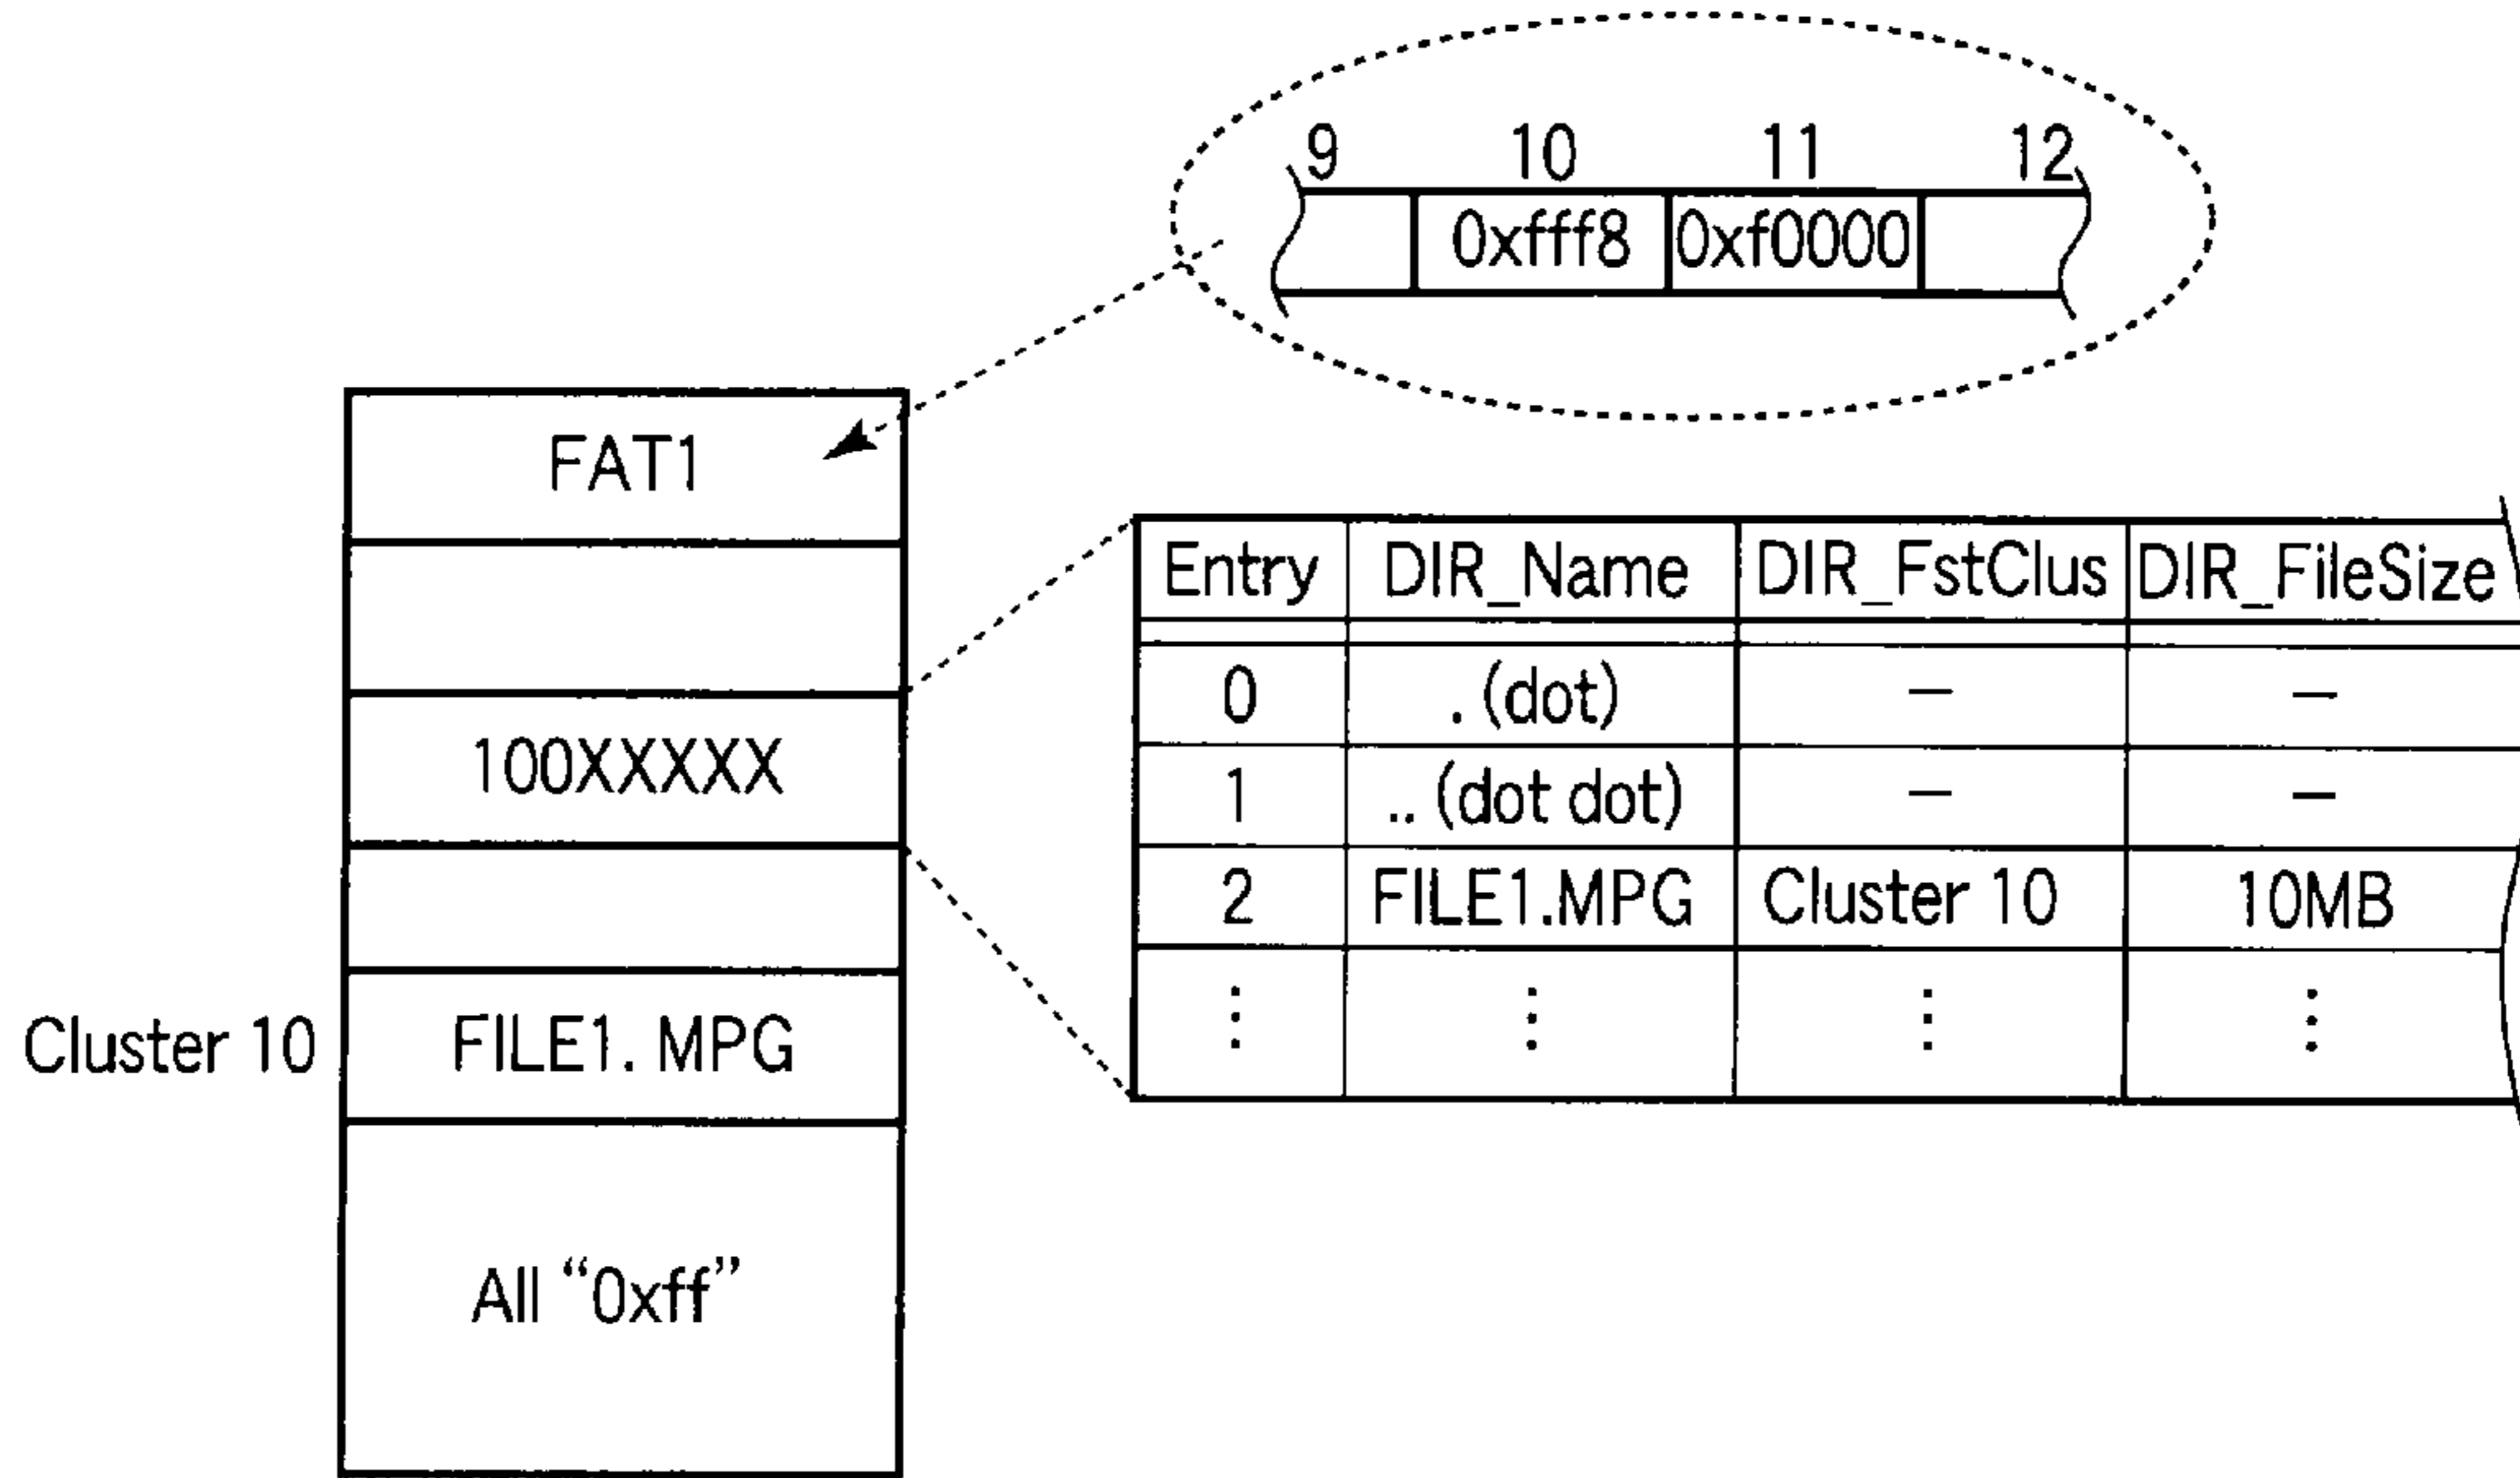 9 10 11 12
0xfff8 0xf0000
FAT1
100XXXXX
Cluster 10 FILE1. MPG
All “0xff”
Entry DIR_Name DIR_FstClus DIR_FileSize
0 .(dot) – –
1 ..(dot dot) – –
2 FILE1.MPG Cluster 10 10MB
⋮ ⋮ ⋮ ⋮